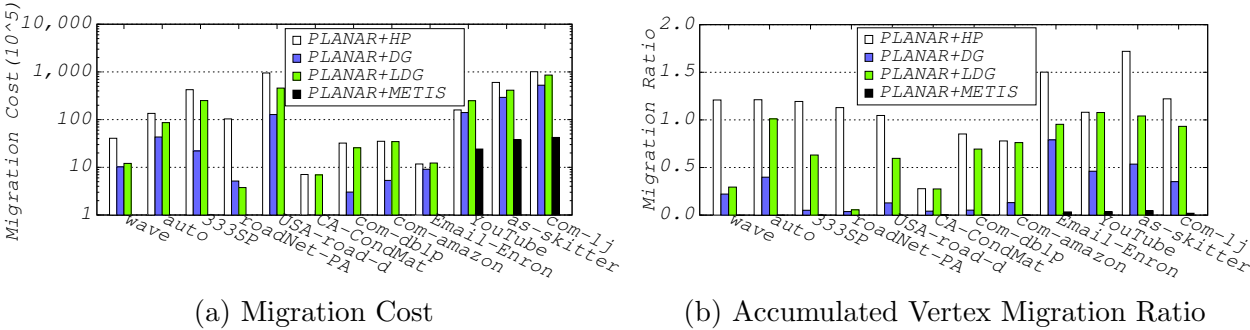 Migration Cost(10^5)
10,000
1,000
100
10
1
PLANAR+HP
PLANAR+DG
PLANAR+LDG
PLANAR+METIS
wave
auto
333SP
roadNet-PA
USA-road-d
CA-CondMat
Com-dblp
Com-amazon
Email-Enron
YouTube
as-skitter
Com-lj
(a) Migration Cost
Migration Ratio
2.0
1.5
1.0
0.5
0.0
PLANAR+HP
PLANAR+DG
PLANAR+LDG
PLANAR+METIS
wave
auto
333SP
roadNet-PA
USA-road-d
CA-CondMat
Com-dblp
Com-amazon
Email-Enron
YouTube
as-skitter
Com-lj
(b) Accumulated Vertex Migration Ratio